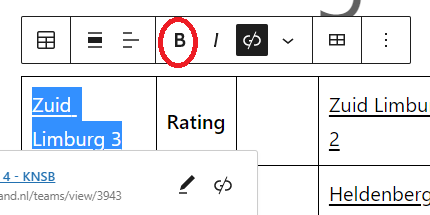 B I
Zuid Rating Zuid Limbu
Limburg 3 2
4 - KNSB
and.nl/teams/view/3943
Heldenberg